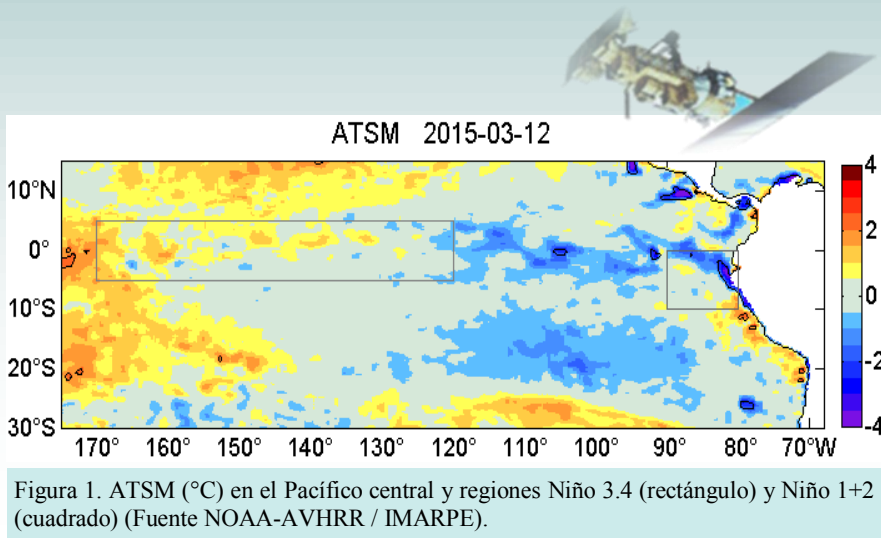 ATSM 2015-03-12
10°N
0°
10°S
20°S
30°S
170° 160° 150° 140° 130° 120° 110° 100° 90° 80° 70°W
4
2
0
-2
-4
Figura 1. ATSM (°C) en el Pacífico central y regiones Niño 3.4 (rectángulo) y Niño 1+2
(cuadrado) (Fuente NOAA-AVHRR / IMARPE).